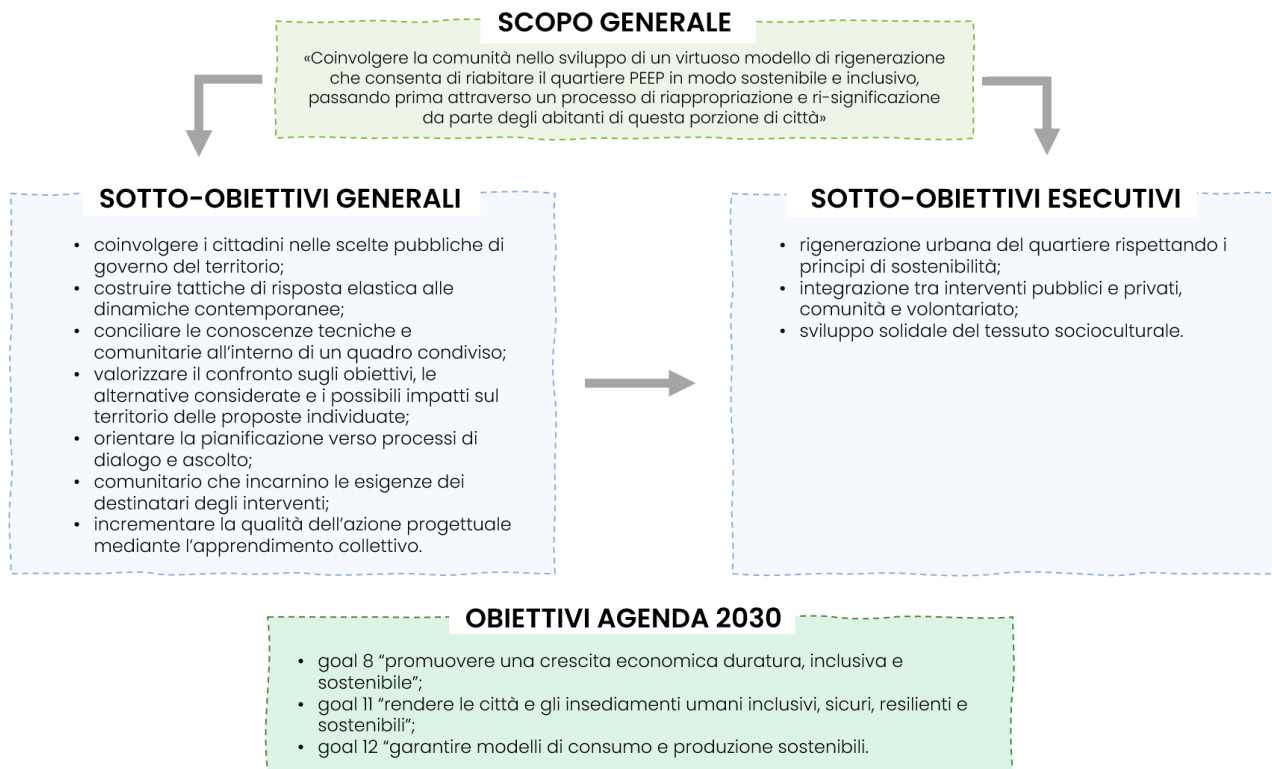 SCOPO GENERALE
«Coinvolgere la comunità nello sviluppo di un virtuoso modello di rigenerazione
che consenta di riabitare il quartiere PEEP in modo sostenibile e inclusivo,
passando prima attraverso un processo di riappropriazione e ri-significazione
da parte degli abitanti di questa porzione di città»
SOTTO-OBIETTIVI GENERALI
• coinvolgere i cittadini nelle scelte pubbliche di
governo del territorio;
• costruire tattiche di risposta elastica alle
dinamiche contemporanee;
• conciliare le conoscenze tecniche e
comunitarie all’interno di un quadro condiviso;
• valorizzare il confronto sugli obiettivi, le
alternative considerate e i possibili impatti sul
territorio delle proposte individuate;
• orientare la pianificazione verso processi di
dialogo e ascolto;
• comunitario che incarnino le esigenze dei
destinatari degli interventi;
• incrementare la qualità dell’azione progettuale
mediante l’apprendimento collettivo.
SOTTO-OBIETTIVI ESECUTIVI
• rigenerazione urbana del quartiere rispettando i
principi di sostenibilità;
• integrazione tra interventi pubblici e privati,
comunità e volontariato;
• sviluppo solidale del tessuto socioculturale.
OBIETTIVI AGENDA 2030
• goal 8 “promuovere una crescita economica duratura, inclusiva e
sostenibile”;
• goal 11 “rendere le città e gli insediamenti umani inclusivi, sicuri, resilienti e
sostenibili”;
• goal 12 “garantire modelli di consumo e produzione sostenibili.